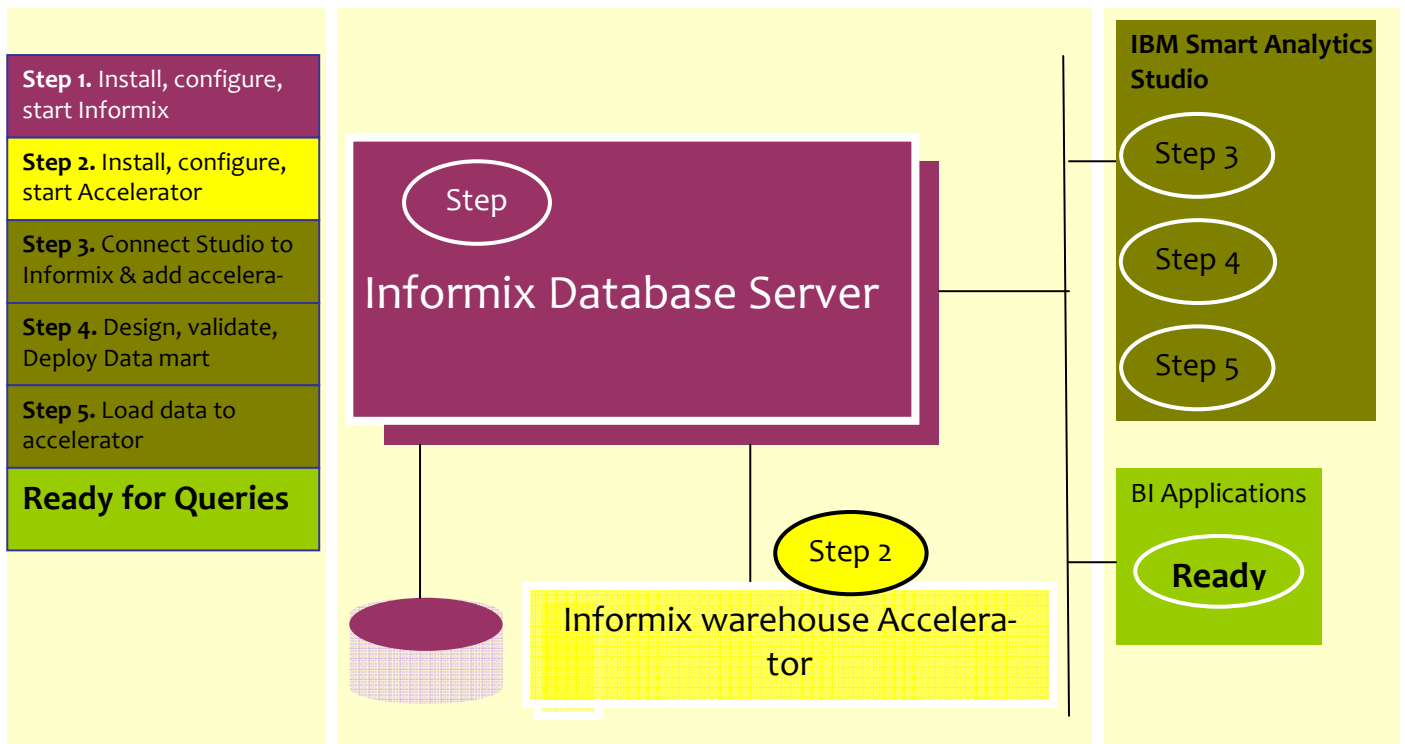 Step 1. Install, configure,
start Informix
Step 2. Install, configure,
start Accelerator
Step 3. Connect Studio to
Informix & add accelera-
Step 4. Design, validate,
Deploy Data mart
Step 5. Load data to
accelerator
Ready for Queries
Step
Informix Database Server
Step 2
Informix warehouse Accelera-
tor
IBM Smart Analytics
Studio
Step 3
Step 4
Step 5
BI Applications
Ready